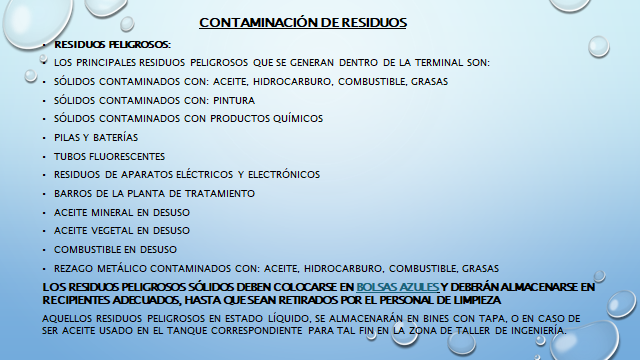 CONTAMINACIÓN DE RESIDUOS
• RESIDUOS PELIGROSOS:
• LOS PRINCIPALES RESIDUOS PELIGROSOS QUE SE GENERAN DENTRO DE LA TERMINAL SON:
• SÓLIDOS CONTAMINADOS CON: ACEITE, HIDROCARBURO, COMBUSTIBLE, GRASAS
• SÓLIDOS CONTAMINADOS CON: PINTURA
• SÓLIDOS CONTAMINADOS CON PRODUCTOS QUÍMICOS
• PILAS Y BATERÍAS
• TUBOS FLUORESCENTES
• RESIDUOS DE APARATOS ELÉCTRICOS Y ELECTRÓNICOS
• BARROS DE LA PLANTA DE TRATAMIENTO
• ACEITE MINERAL EN DESUSO
• ACEITE VEGETAL EN DESUSO
• COMBUSTIBLE EN DESUSO
• REZAGO METÁLICO CONTAMINADOS CON: ACEITE, HIDROCARBURO, COMBUSTIBLE, GRASAS
LOS RESIDUOS PELIGROSOS SÓLIDOS DEBEN COLOCARSE EN BOLSAS AZULES Y DEBERÁN ALMACENARSE EN
RECIPIENTES ADECUADOS, HASTA QUE SEAN RETIRADOS POR EL PERSONAL DE LIMPIEZA
AQUELLOS RESIDUOS PELIGROSOS EN ESTADO LÍQUIDO, SE ALMACENARÁN EN BINES CON TAPA, O EN CASO DE
SER ACEITE USADO EN EL TANQUE CORRESPONDIENTE PARA TAL FIN EN LA ZONA DE TALLER DE INGENIERÍA.